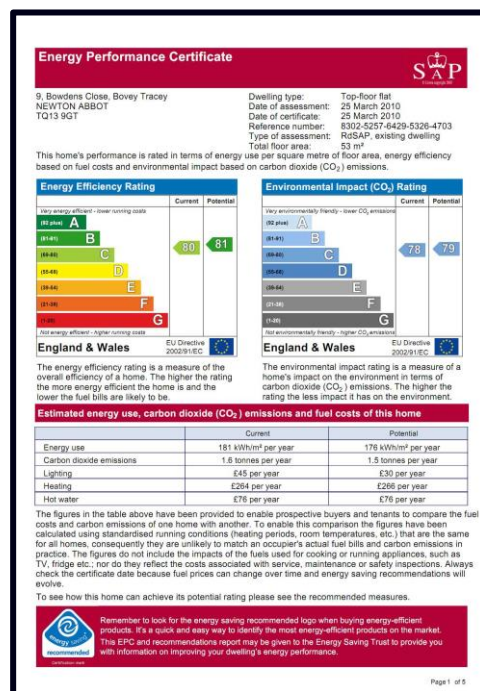 Energy Performance Certificate
SAP
9, Bowdens Close, Bovey Tracey
NEWTON ABBOT
TQ13 9GT
Dwelling type: Top-floor flat
Date of assessment: 25 March 2010
Date of certificate: 25 March 2010
Reference number: 8302-5257-6429-5326-4703
Type of assessment: RdSAP, existing dwelling
Total floor area: 53 m²
This home's performance is rated in terms of energy use per square metre of floor area, energy efficiency
based on fuel costs and environmental impact based on carbon dioxide (CO₂) emissions.
Energy Efficiency Rating
Current Potential
Very energy efficient - lower running costs
(92 plus) A
(81-91) B
(69-80) C
(55-68) D
(39-54) E
(21-38) F
(1-20) G
80 81
Not energy efficient - higher running costs
England & Wales
EU Directive
2002/91/EC
The energy efficiency rating is a measure of the
overall efficiency of a home. The higher the rating
the more energy efficient the home is and the
lower the fuel bills are likely to be.
Environmental Impact (CO₂) Rating
Current Potential
Very environmentally friendly - lower CO₂ emissions
(92 plus) A
(81-91) B
(69-80) C
(55-68) D
(39-54) E
(21-38) F
(1-20) G
78 79
Not environmentally friendly - higher CO₂ emissions
England & Wales
EU Directive
2002/91/EC
The environmental impact rating is a measure of a
home's impact on the environment in terms of
carbon dioxide (CO₂) emissions. The higher the
rating the less impact it has on the environment.
Estimated energy use, carbon dioxide (CO₂) emissions and fuel costs of this home
Current Potential
Energy use 181 kWh/m² per year 176 kWh/m² per year
Carbon dioxide emissions 1.6 tonnes per year 1.5 tonnes per year
Lighting £45 per year £30 per year
Heating £264 per year £266 per year
Hot water £76 per year £76 per year
The figures in the table above have been provided to enable prospective buyers and tenants to compare the fuel
costs and carbon emissions of one home with another. To enable this comparison the figures have been
calculated using standardised running conditions (heating periods, room temperatures, etc.) that are the same
for all homes, consequently they are unlikely to match an occupier's actual fuel bills and carbon emissions in
practice. The figures do not include the impacts of the fuels used for cooking or running appliances, such as
TV, fridge etc.; nor do they reflect the costs associated with service, maintenance or safety inspections. Always
check the certificate date because fuel prices can change over time and energy saving recommendations will
evolve.
To see how this home can achieve its potential rating please see the recommended measures.
energy saving
recommended
Certification mark
Remember to look for the energy saving recommended logo when buying energy-efficient
products. It's a quick and easy way to identify the most energy-efficient products on the market.
This EPC and recommendations report may be given to the Energy Saving Trust to provide you
with information on improving your dwelling's energy performance.
Page 1 of 5